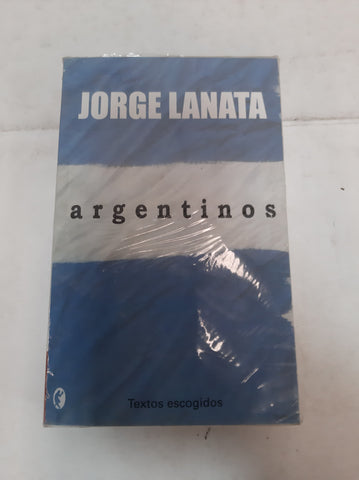 JORGE LANATA
argentinos
Textos escogidos